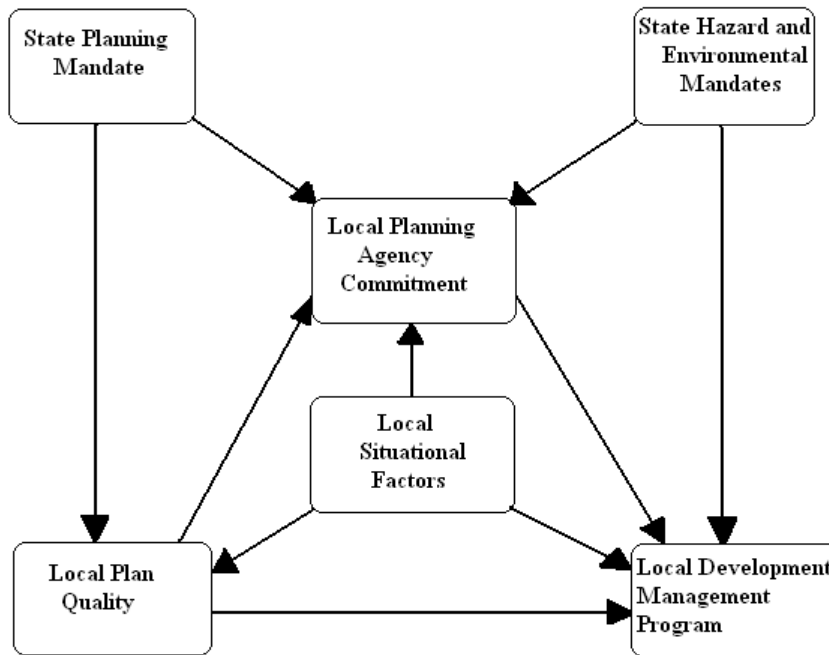 State Planning
Mandate
State Hazard and
Environmental
Mandates
Local Planning
Agency
Commitment
Local
Situational
Factors
Local Plan
Quality
Local Development
Management
Program